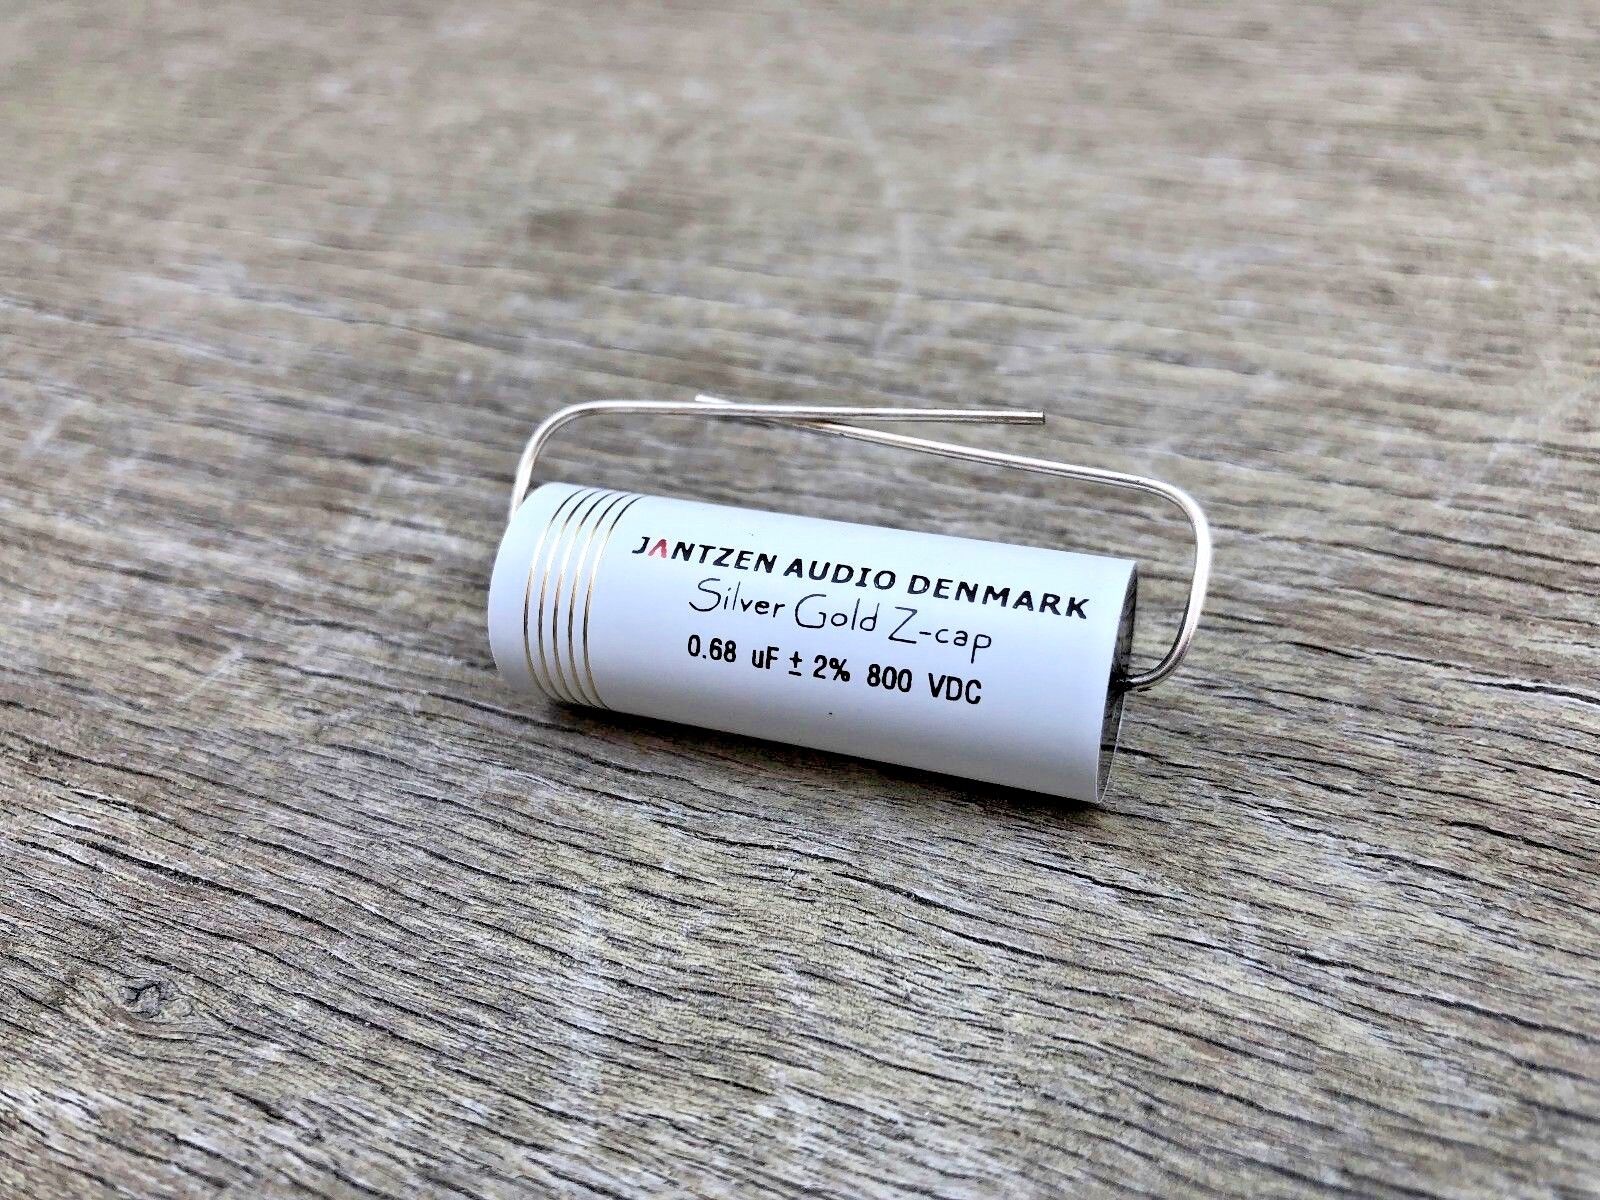 JANTZEN AUDIO DENMARK
Silver Gold Z-cap
0.68 uF ± 2% 800 VDC